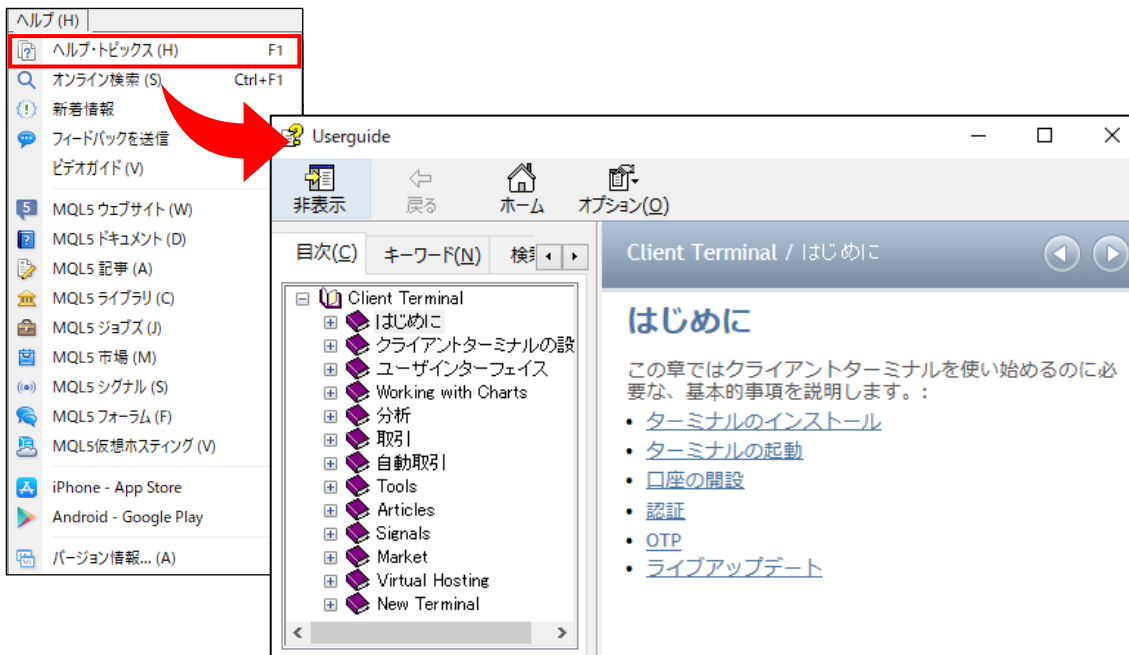 ヘルプ (H)
ヘルプ・トピックス (H) F1
オンライン検索 (S) Ctrl+F1
新着情報
フィードバックを送信
ビデオガイド (V)
MQL5 ウェブサイト (W)
MQL5 ドキュメント (D)
MQL5 記事 (A)
MQL5 ライブラリ (C)
MQL5 ジョブズ (J)
MQL5 市場 (M)
MQL5 シグナル (S)
MQL5 フォーラム (F)
MQL5仮想ホスティング (V)
iPhone - App Store
Android - Google Play
バージョン情報... (A)
Userguide
非表示 戻る ホーム オプション(O)
目次(C) キーワード(N) 検索
Client Terminal
はじめに
クライアントターミナルの設
ユーザインターフェイス
Working with Charts
分析
取引
自動取引
Tools
Articles
Signals
Market
Virtual Hosting
New Terminal
Client Terminal / はじめに
はじめに
この章ではクライアントターミナルを使い始めるのに必
要な、基本的事項を説明します。:
• ターミナルのインストール
• ターミナルの起動
• 口座の開設
• 認証
• OTP
• ライブアップデート